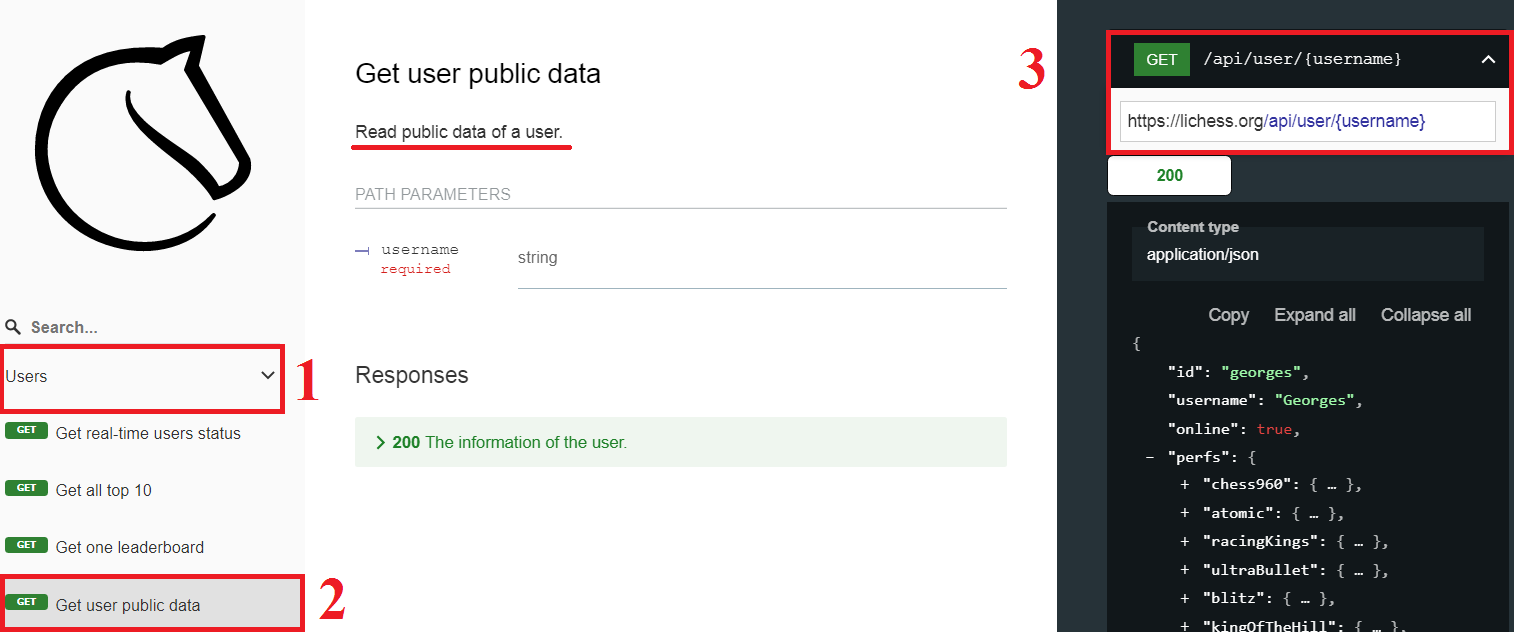 Search...
Users
1
GET Get real-time users status
GET Get all top 10
GET Get one leaderboard
GET Get user public data
2
Get user public data
Read public data of a user.
PATH PARAMETERS
username
required
string
Responses
200 The information of the user.
3
GET /api/user/{username}
https://lichess.org/api/user/{username}
200
Content type
application/json
Copy Expand all Collapse all
{
"id": "georges",
"username": "Georges",
"online": true,
- "perfs": {
+ "chess960": { … },
+ "atomic": { … },
+ "racingKings": { … },
+ "ultraBullet": { … },
+ "blitz": { … },
+ "kingOfTheHill": { … },